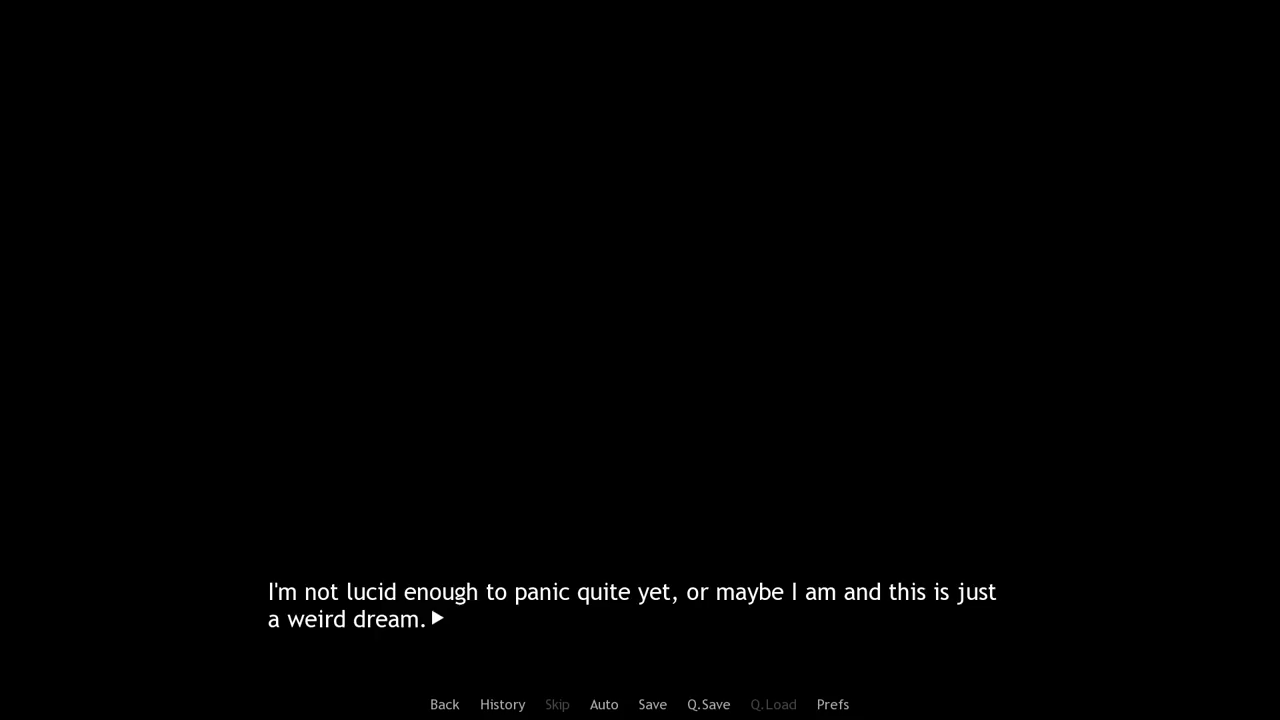 I'm not lucid enough to panic quite yet, or maybe I am and this is just
a weird dream.
Back History Skip Auto Save Q.Save Q.Load Prefs